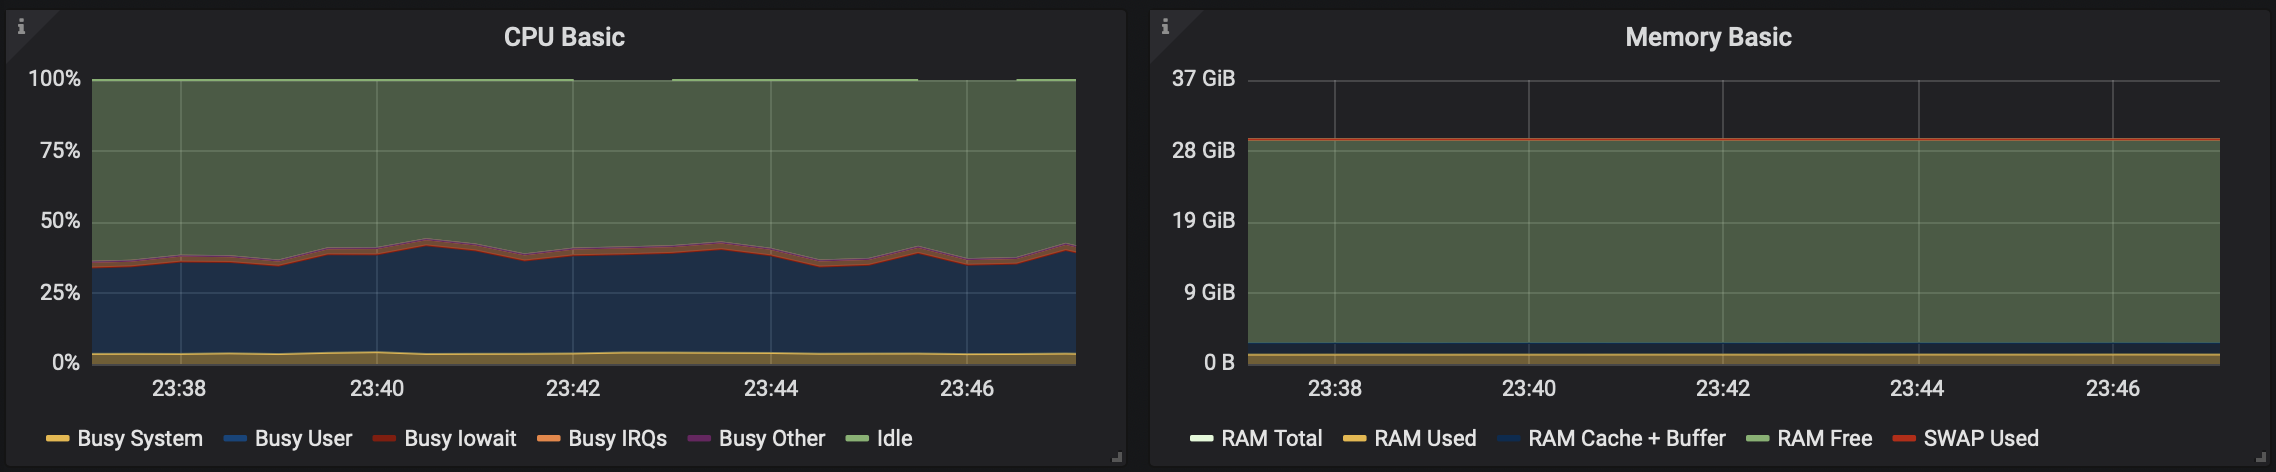 CPU Basic
100%
75%
50%
25%
0%
23:38 23:40 23:42 23:44 23:46
Busy System Busy User Busy Iowait Busy IRQs Busy Other Idle
Memory Basic
37 GiB
28 GiB
19 GiB
9 GiB
0 B
23:38 23:40 23:42 23:44 23:46
RAM Total RAM Used RAM Cache + Buffer RAM Free SWAP Used